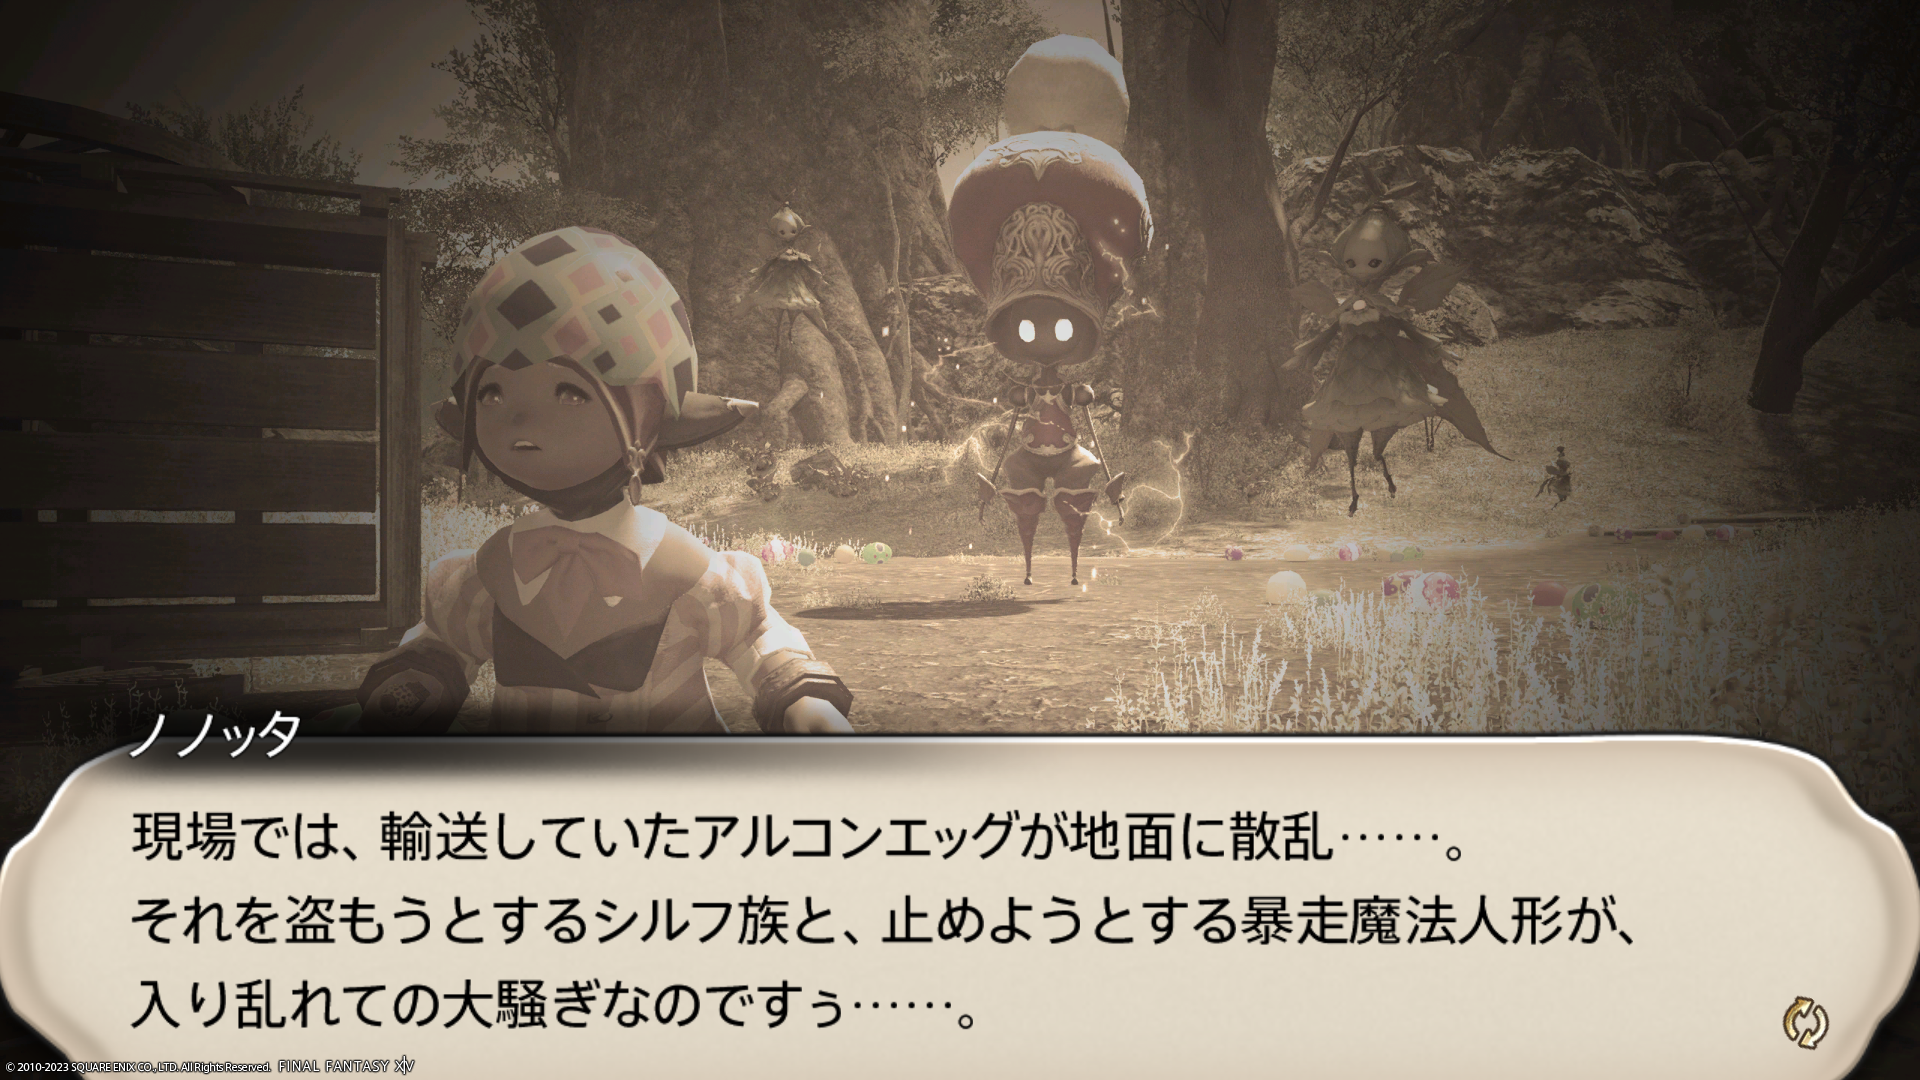 ノノッタ
現場では、輸送していたアルコンエッグが地面に散乱……。
それを盗もうとするシルフ族と、止めようとする暴走魔法人形が、
入り乱れての大騒ぎなのですぅ……。
© 2010-2023 SQUARE ENIX CO., LTD. All Rights Reserved. FINAL FANTASY XIV